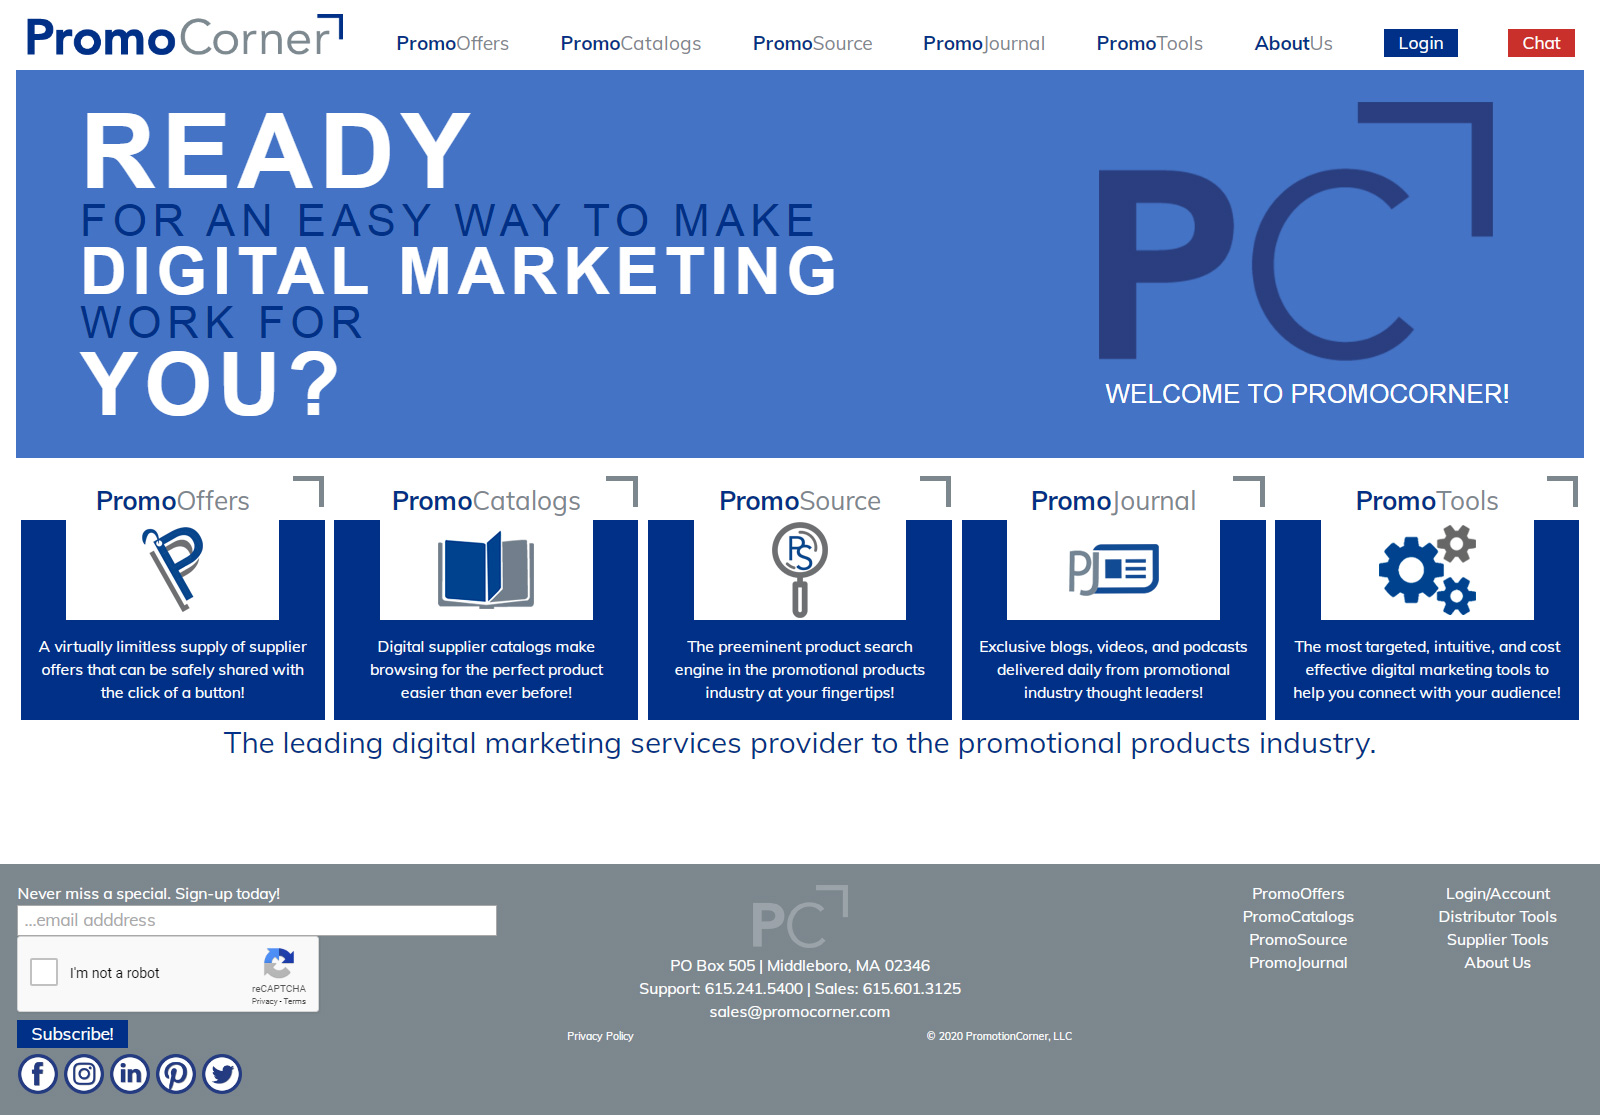 PromoCorner
PromoOffers
PromoCatalogs
PromoSource
PromoJournal
PromoTools
AboutUs
Login
Chat
READY
FOR AN EASY WAY TO MAKE
DIGITAL MARKETING
WORK FOR
YOU?
PC
WELCOME TO PROMOCORNER!
PromoOffers
P
A virtually limitless supply of supplier
offers that can be safely shared with
the click of a button!
PromoCatalogs
Digital supplier catalogs make
browsing for the perfect product
easier than ever before!
PromoSource
PS
The preeminent product search
engine in the promotional products
industry at your fingertips!
PromoJournal
PJ
Exclusive blogs, videos, and podcasts
delivered daily from promotional
industry thought leaders!
PromoTools
The most targeted, intuitive, and cost
effective digital marketing tools to
help you connect with your audience!
The leading digital marketing services provider to the promotional products industry.
Never miss a special. Sign-up today!
...email adddress
I'm not a robot
reCAPTCHA
Privacy - Terms
Subscribe!
PC
PO Box 505 | Middleboro, MA 02346
Support: 615.241.5400 | Sales: 615.601.3125
sales@promocorner.com
Privacy Policy
© 2020 PromotionCorner, LLC
PromoOffers
PromoCatalogs
PromoSource
PromoJournal
Login/Account
Distributor Tools
Supplier Tools
About Us